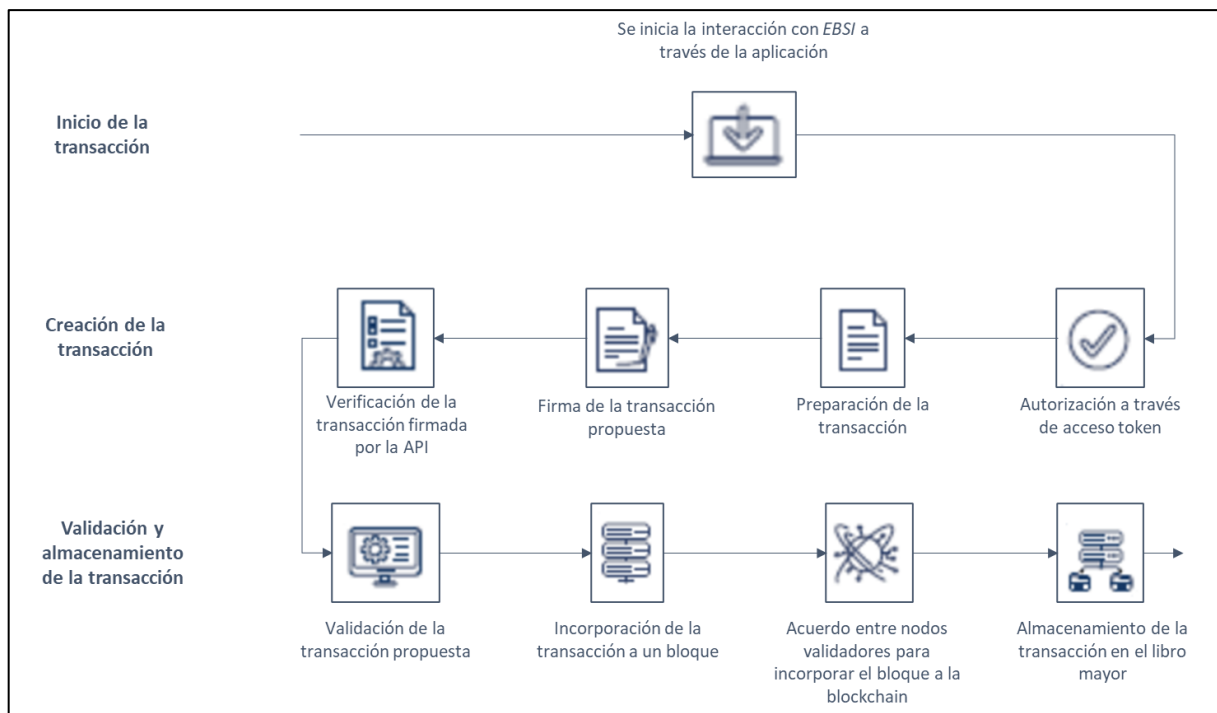 Se inicia la interacción con EBSI a
través de la aplicación
Inicio de la
transacción
Creación de la
transacción
Verificación de la
transacción firmada
por la API
Firma de la transacción
propuesta
Preparación de la
transacción
Autorización a través
de acceso token
Validación y
almacenamiento
de la transacción
Validación de la
transacción propuesta
Incorporación de la
transacción a un bloque
Acuerdo entre nodos
validadores para
incorporar el bloque a la
blockchain
Almacenamiento de la
transacción en el libro
mayor